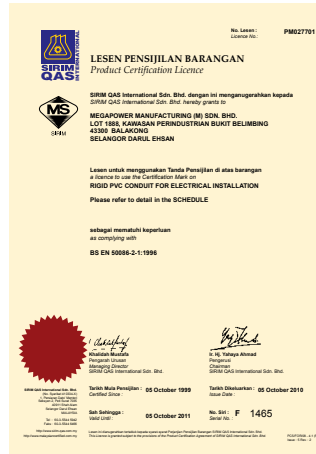 No. Lesen :
Licence No.:
PM027701
SIRIM
QAS
INTERNATIONAL
LESEN PENSIJILAN BARANGAN
Product Certification Licence
MS
SIRIM
SIRIM QAS International Sdn. Bhd. dengan ini menganugerahkan kepada
SIRIM QAS International Sdn. Bhd. hereby grants to
MEGAPOWER MANUFACTURING (M) SDN. BHD.
LOT 1888, KAWASAN PERINDUSTRIAN BUKIT BELIMBING
43300 BALAKONG
SELANGOR DARUL EHSAN
Lesen untuk menggunakan Tanda Pensijilan di atas barangan
a licence to use the Certification Mark on
RIGID PVC CONDUIT FOR ELECTRICAL INSTALLATION
Please refer to detail in the SCHEDULE
sebagai mematuhi keperluan
as complying with
BS EN 50086-2-1:1996
Khalidah Mustafa
Pengarah Urusan
Managing Director
SIRIM QAS International Sdn. Bhd.
Ir. Hj. Yahaya Ahmad
Pengerusi
Chairman
SIRIM QAS International Sdn. Bhd.
SIRIM QAS International Sdn. Bhd.
Tarikh Mula Pensijilan :
Certified Since :
05 October 1999
Tarikh Dikeluarkan :
Issue Date :
05 October 2010
Sah Sehingga :
Valid Until :
05 October 2011
No. Siri :
Serial No. :
F 1465